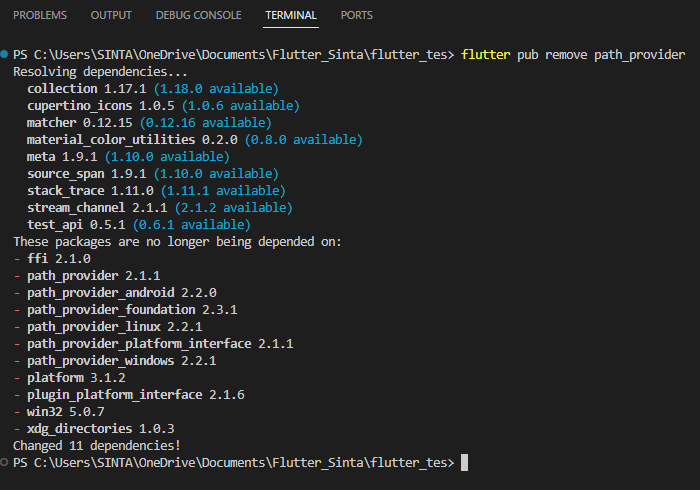 PROBLEMS OUTPUT DEBUG CONSOLE TERMINAL PORTS
PS C:\Users\SINTA\OneDrive\Documents\Flutter_Sinta\flutter_tes> flutter pub remove path_provider
Resolving dependencies...
collection 1.17.1 (1.18.0 available)
cupertino_icons 1.0.5 (1.0.6 available)
matcher 0.12.15 (0.12.16 available)
material_color_utilities 0.2.0 (0.8.0 available)
meta 1.9.1 (1.10.0 available)
source_span 1.9.1 (1.10.0 available)
stack_trace 1.11.0 (1.11.1 available)
stream_channel 2.1.1 (2.1.2 available)
test_api 0.5.1 (0.6.1 available)
These packages are no longer being depended on:
- ffi 2.1.0
- path_provider 2.1.1
- path_provider_android 2.2.0
- path_provider_foundation 2.3.1
- path_provider_linux 2.2.1
- path_provider_platform_interface 2.1.1
- path_provider_windows 2.2.1
- platform 3.1.2
- plugin_platform_interface 2.1.6
- win32 5.0.7
- xdg_directories 1.0.3
Changed 11 dependencies!
PS C:\Users\SINTA\OneDrive\Documents\Flutter_Sinta\flutter_tes>